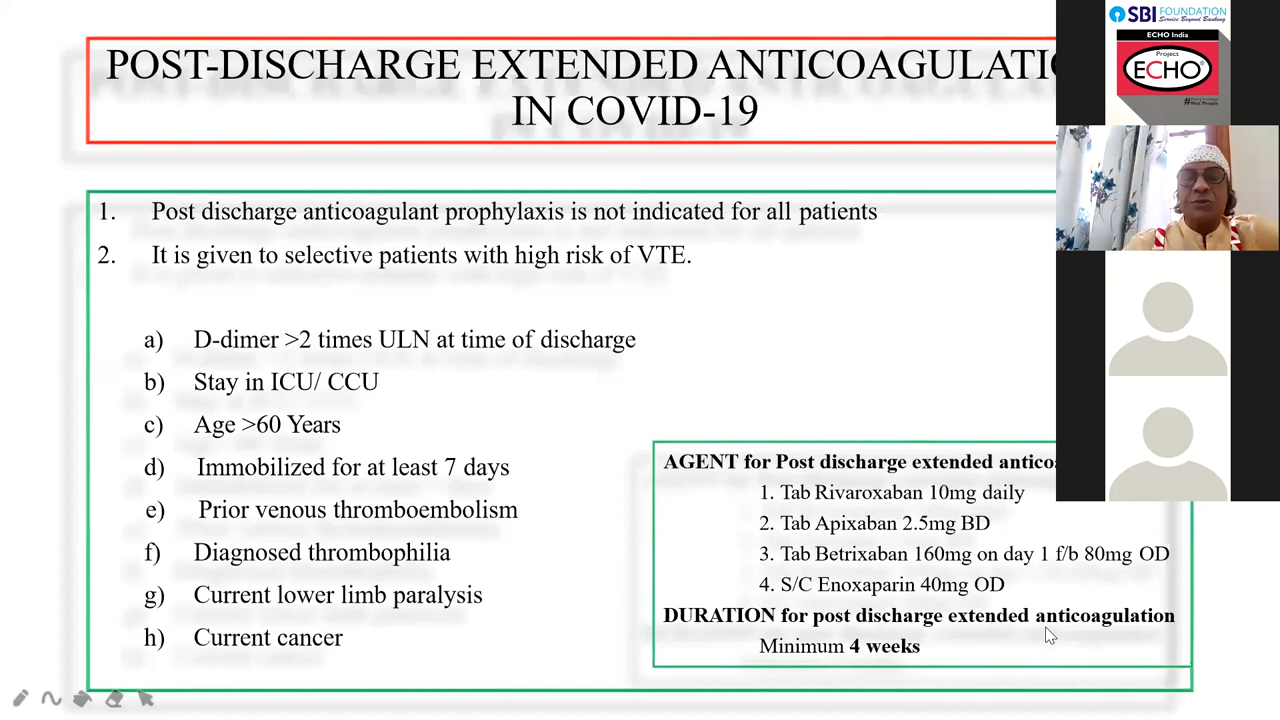 POST-DISCHARGE EXTENDED ANTICOAGULATIO
IN COVID-19
1. Post discharge anticoagulant prophylaxis is not indicated for all patients
2. It is given to selective patients with high risk of VTE.
a) D-dimer >2 times ULN at time of discharge
b) Stay in ICU/ CCU
c) Age >60 Years
d) Immobilized for at least 7 days
e) Prior venous thromboembolism
f) Diagnosed thrombophilia
g) Current lower limb paralysis
h) Current cancer
AGENT for Post discharge extended antico
1. Tab Rivaroxaban 10mg daily
2. Tab Apixaban 2.5mg BD
3. Tab Betrixaban 160mg on day 1 f/b 80mg OD
4. S/C Enoxaparin 40mg OD
DURATION for post discharge extended anticoagulation
Minimum 4 weeks
SBI FOUNDATION
Service Beyond Banking
ECHO India
Project
ECHO®